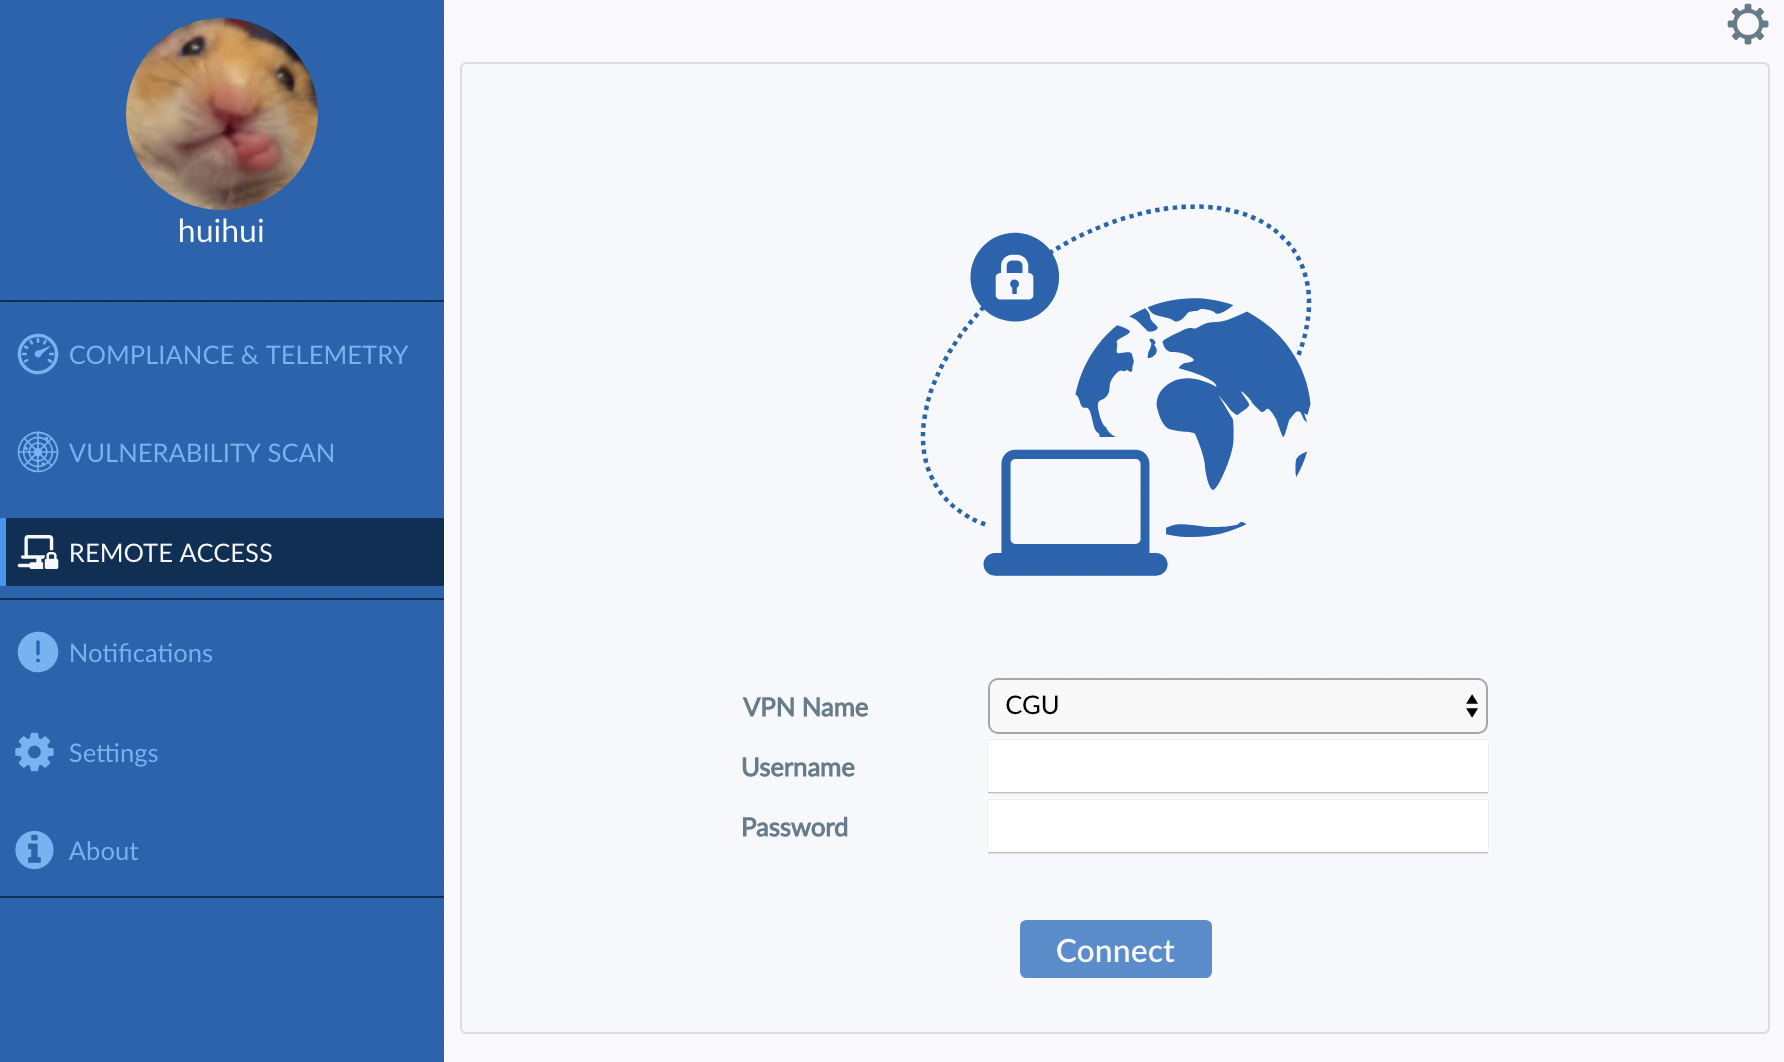 huihui
COMPLIANCE & TELEMETRY
VULNERABILITY SCAN
REMOTE ACCESS
Notifications
Settings
About
VPN Name
CGU
Username
Password
Connect